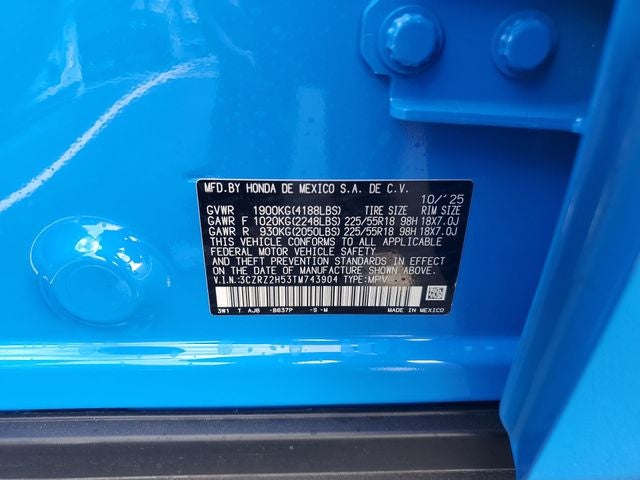 MFD.BY HONDA DE MEXICO S.A. DE C.V.
10/'25
GVWR 1900KG(4188LBS) TIRE SIZE RIM SIZE
GAWR F 1020KG(2248LBS) 225/55R18 98H 18X7.0J
GAWR R 930KG(2050LBS) 225/55R18 98H 18X7.0J
THIS VEHICLE CONFORMS TO ALL APPLICABLE
FEDERAL MOTOR VEHICLE SAFETY
AND THEFT PREVENTION STANDARDS IN EFFECT
ON THE DATE OF MANUFACTURE SHOWN ABOVE.
V.I.N.:3CZRZ2H53TM743904 TYPE:MPV
3W1 T AJ6 -B637P -S -M MADE IN MEXICO